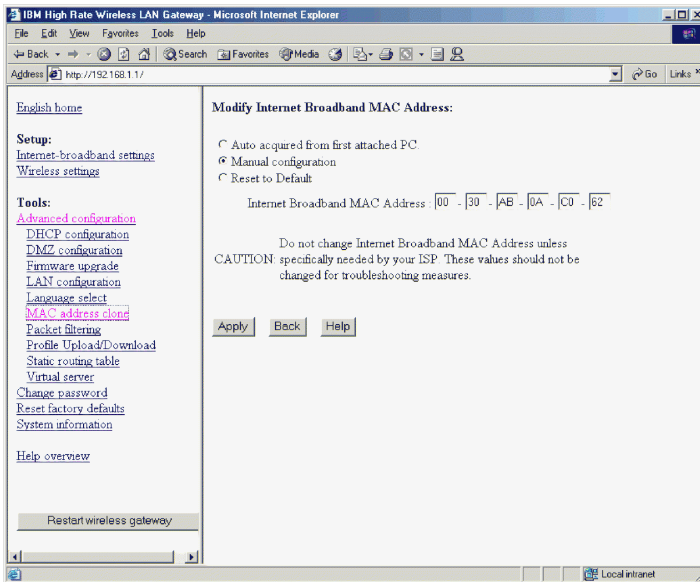 IBM High Rate Wireless LAN Gateway - Microsoft Internet Explorer
File Edit View Favorites Tools Help
Back Search Favorites Media
Address http://192.168.1.1/ Go Links »
English home
Setup:
Internet-broadband settings
Wireless settings
Tools:
Advanced configuration
DHCP configuration
DMZ configuration
Firmware upgrade
LAN configuration
Language select
MAC address clone
Packet filtering
Profile Upload/Download
Static routing table
Virtual server
Change password
Reset factory defaults
System information
Help overview
Restart wireless gateway
Modify Internet Broadband MAC Address:
Auto acquired from first attached PC.
Manual configuration
Reset to Default
Internet Broadband MAC Address : 00 - 30 - AB - 0A - C0 - 62
Do not change Internet Broadband MAC Address unless
CAUTION: specifically needed by your ISP. These values should not be
changed for troubleshooting measures.
Apply Back Help
Local intranet